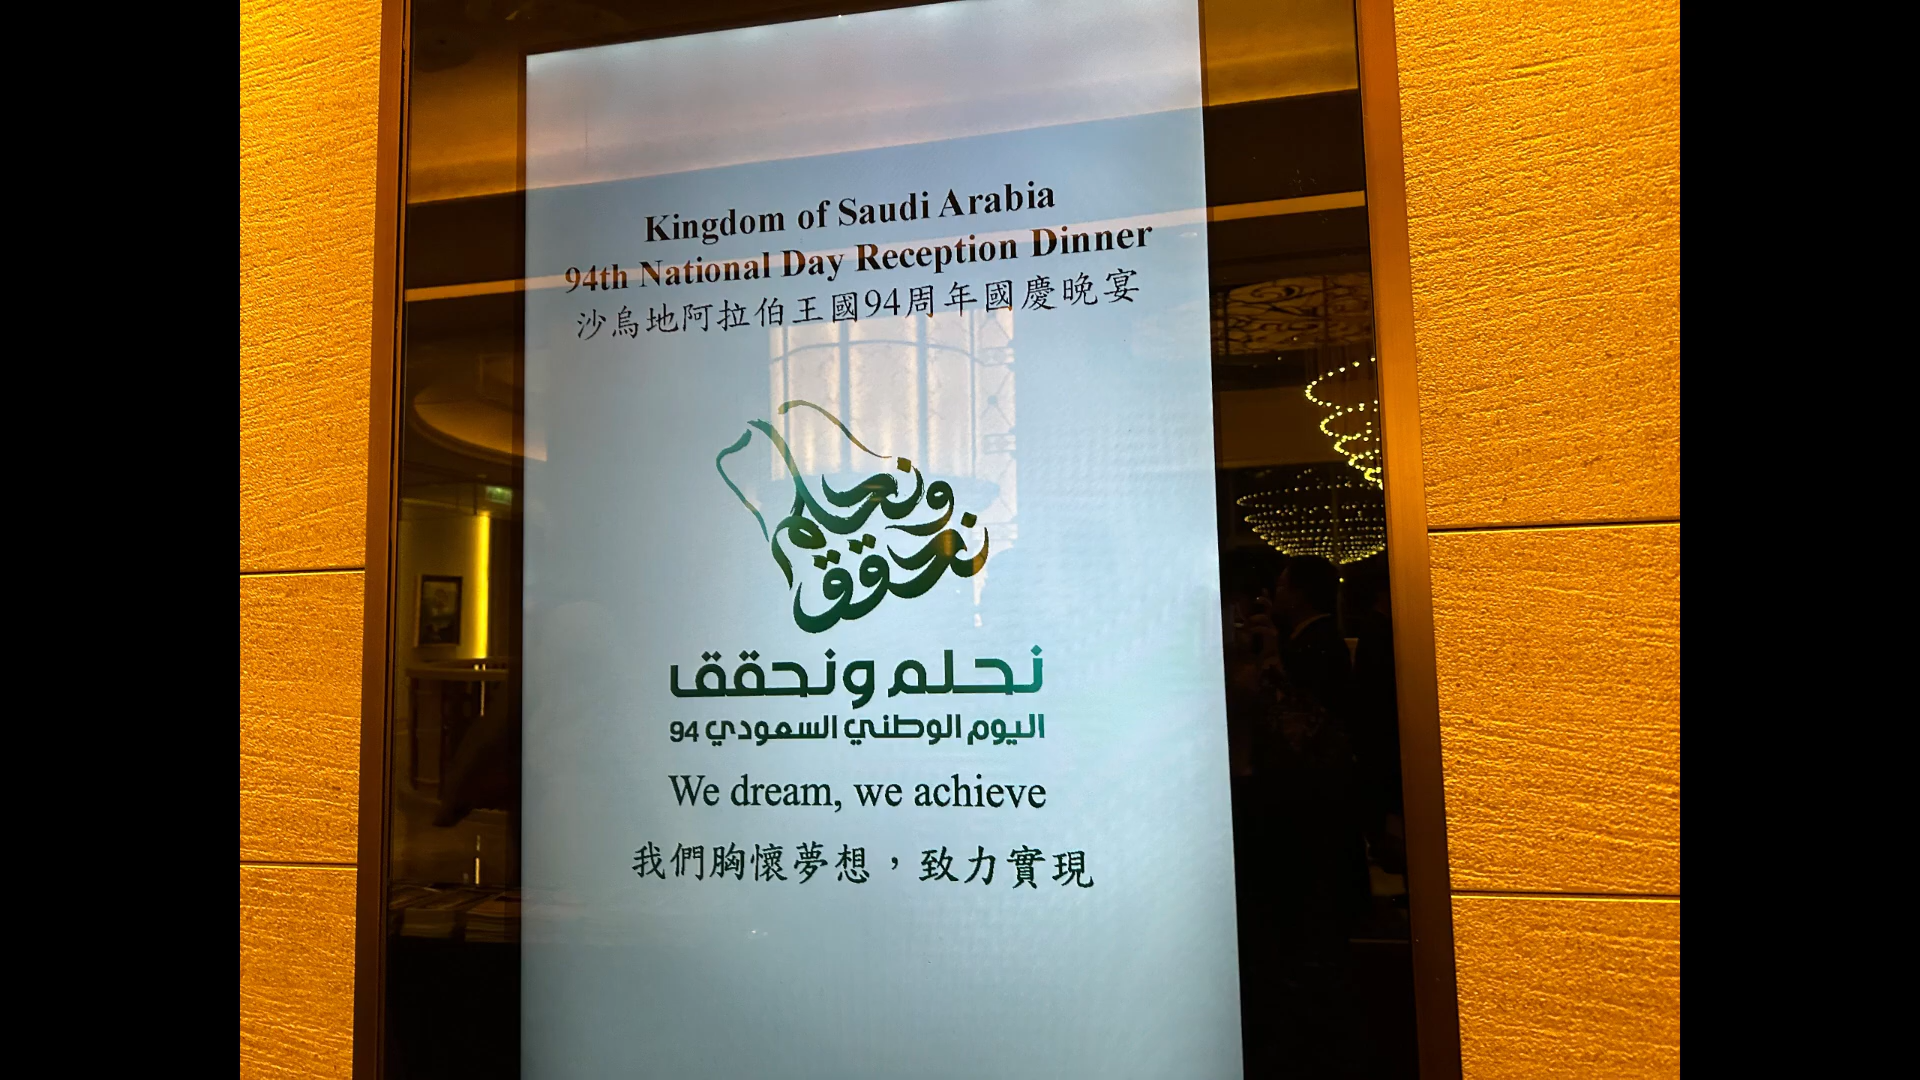 Kingdom of Saudi Arabia
94th National Day Reception Dinner
沙烏地阿拉伯王國94周年國慶晚宴
نحلم ونحقق
نحلم ونحقق
اليوم الوطني السعودي 94
We dream, we achieve
我們胸懷夢想，致力實現